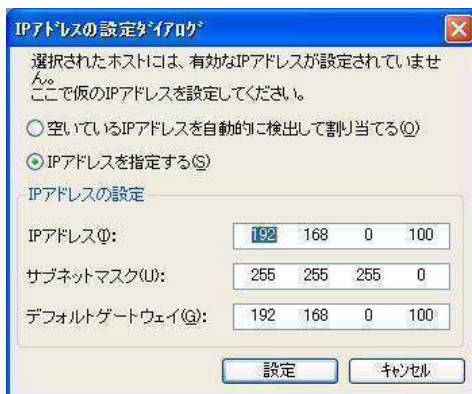 IPアドレスの設定ダイアログ
選択されたホストには、有効なIPアドレスが設定されていませ
ん。
ここで仮のIPアドレスを設定してください。
空いているIPアドレスを自動的に検出して割り当てる(O)
IPアドレスを指定する(S)
IPアドレスの設定
IPアドレス(I): 192 168 0 100
サブネットマスク(U): 255 255 255 0
デフォルトゲートウェイ(G): 192 168 0 100
設定 キャンセル